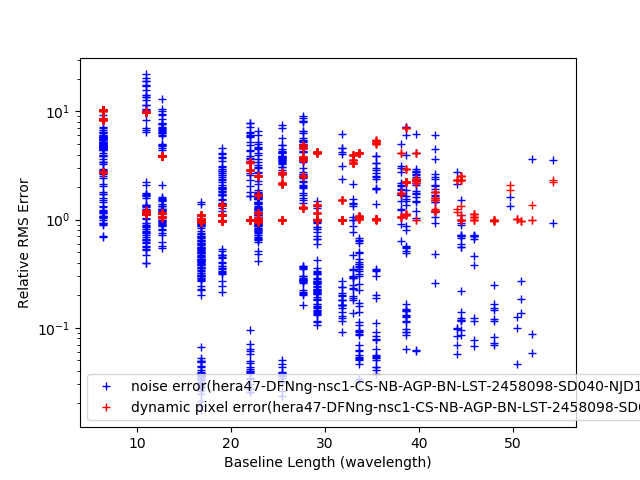 Relative RMS Error
10¹
10⁰
10⁻¹
10
20
30
40
50
Baseline Length (wavelength)
noise error(hera47-DFNng-nsc1-CS-NB-AGP-BN-LST-2458098-SD040-NJD1
dynamic pixel error(hera47-DFNng-nsc1-CS-NB-AGP-BN-LST-2458098-SD0